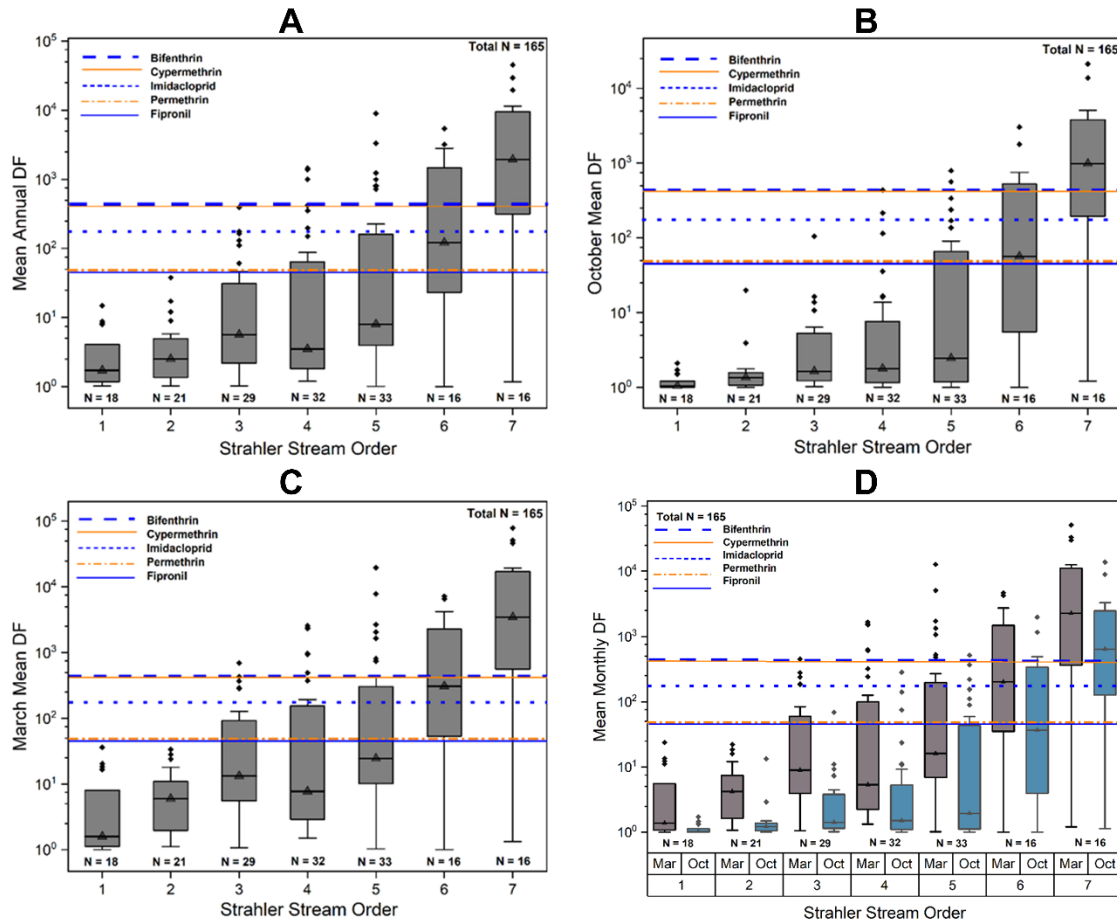 A
Mean Annual DF
10^5
10^4
10^3
10^2
10^1
10^0
Bifenthrin
Cypermethrin
Imidacloprid
Permethrin
Fipronil
Total N = 165
N = 18 N = 21 N = 29 N = 32 N = 33 N = 16 N = 16
1 2 3 4 5 6 7
Strahler Stream Order
B
October Mean DF
10^4
10^3
10^2
10^1
10^0
Bifenthrin
Cypermethrin
Imidacloprid
Permethrin
Fipronil
Total N = 165
N = 18 N = 21 N = 29 N = 32 N = 33 N = 16 N = 16
1 2 3 4 5 6 7
Strahler Stream Order
C
March Mean DF
10^5
10^4
10^3
10^2
10^1
10^0
Bifenthrin
Cypermethrin
Imidacloprid
Permethrin
Fipronil
Total N = 165
N = 18 N = 21 N = 29 N = 32 N = 33 N = 16 N = 16
1 2 3 4 5 6 7
Strahler Stream Order
D
Mean Monthly DF
10^5
10^4
10^3
10^2
10^1
10^0
Total N = 165
Bifenthrin
Cypermethrin
Imidacloprid
Permethrin
Fipronil
N = 18 N = 21 N = 29 N = 32 N = 33 N = 16 N = 16
Mar Oct Mar Oct Mar Oct Mar Oct Mar Oct Mar Oct Mar Oct
1 2 3 4 5 6 7
Strahler Stream Order